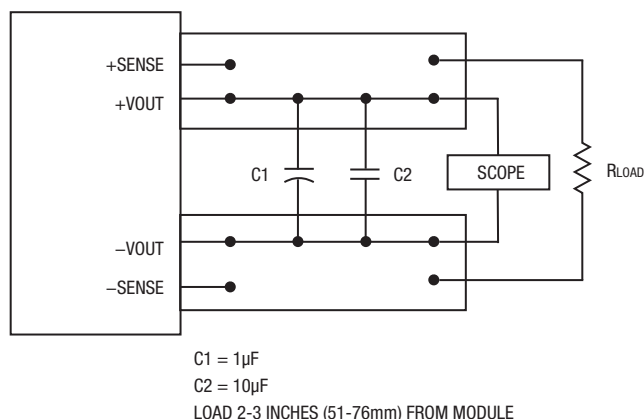 +SENSE
+VOUT
C1
C2
SCOPE
RLOAD
−VOUT
−SENSE
C1 = 1µF
C2 = 10µF
LOAD 2-3 INCHES (51-76mm) FROM MODULE